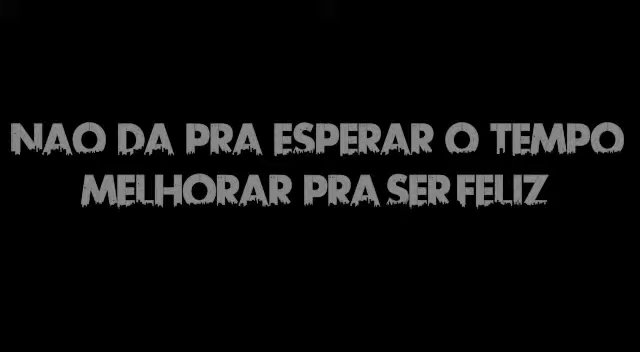 NAO DA PRA ESPERAR O TEMPO
MELHORAR PRA SER FELIZ